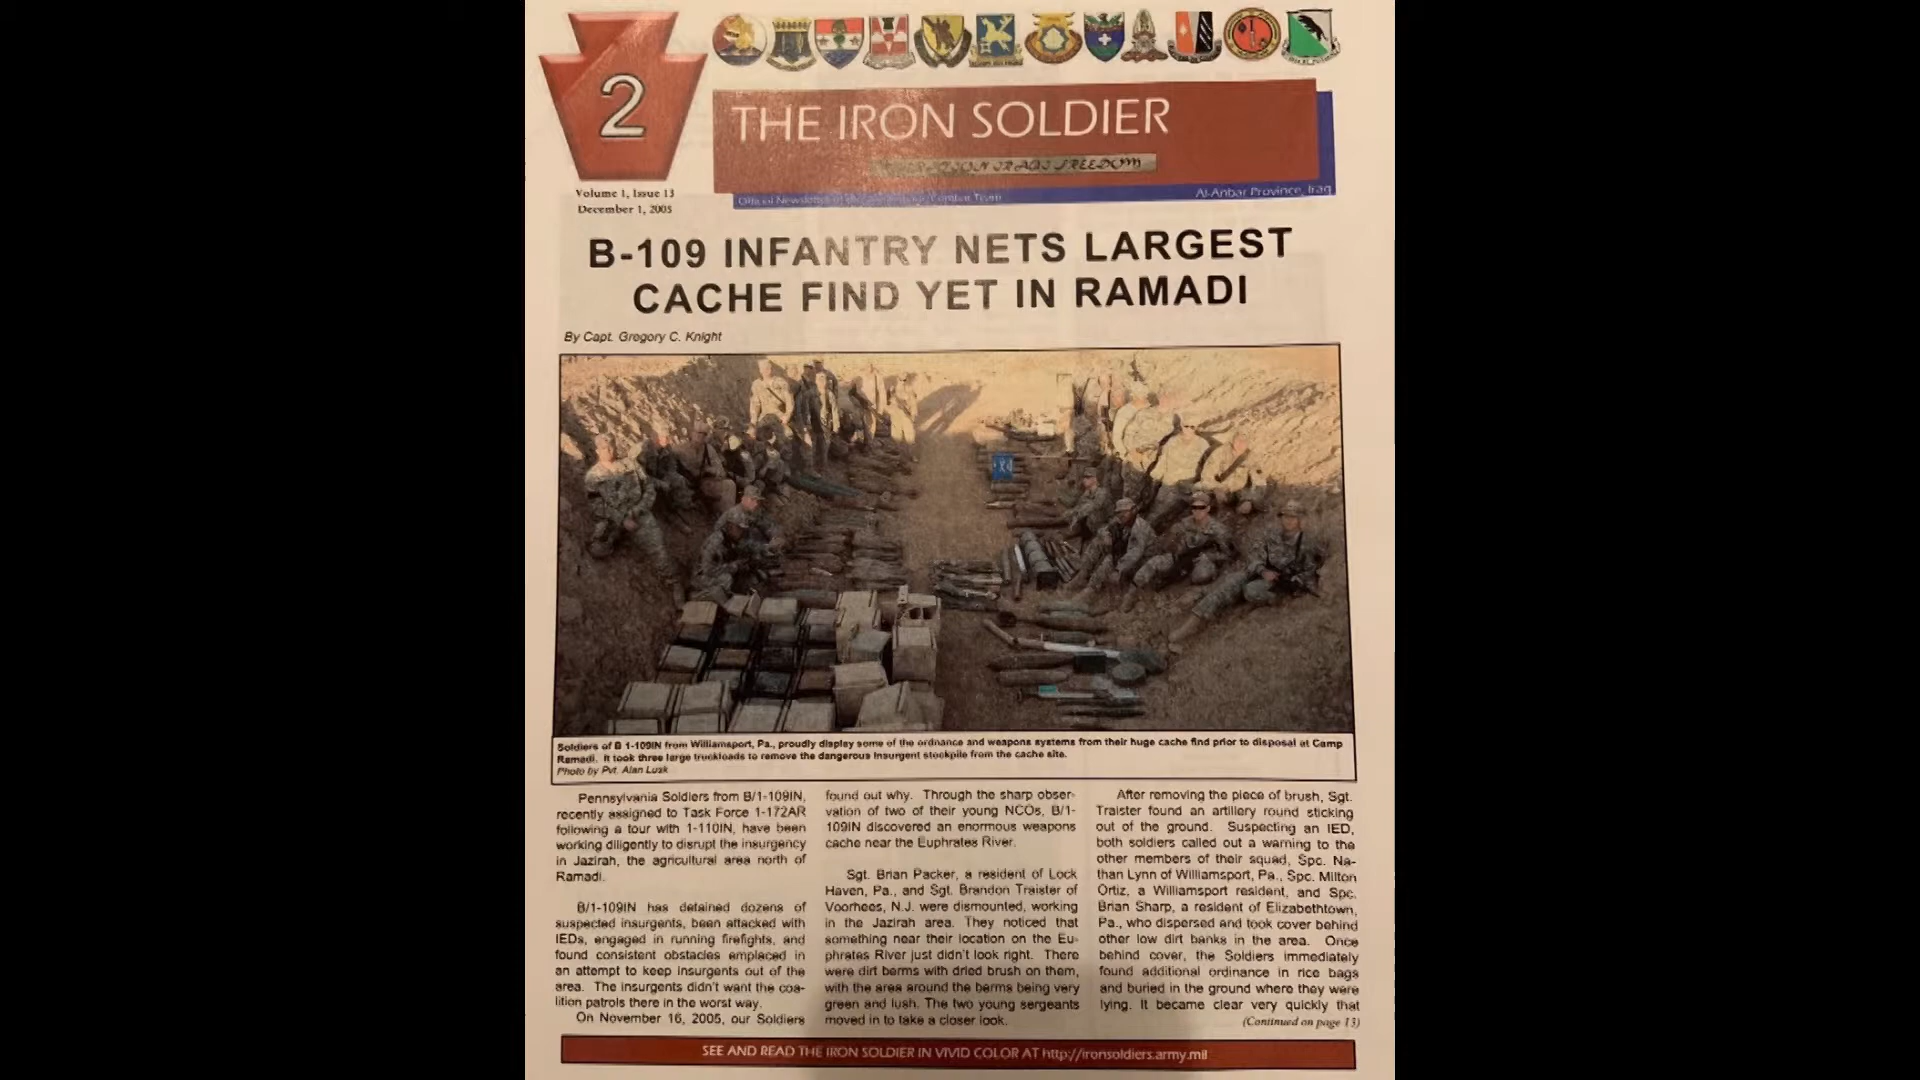 2
THE IRON SOLDIER
IRAQI FREEDOM
Volume 1, Issue 13
December 1, 2005
Official Combat Team
Al-Anbar Province, Iraq
B-109 INFANTRY NETS LARGEST
CACHE FIND YET IN RAMADI
By Capt. Gregory C. Knight
Soldiers of B 1-109IN from Williamsport, Pa., proudly display some of the ordnance and weapons systems from their huge cache find prior to disposal at Camp
Ramadi. It took three large truckloads to remove the dangerous insurgent stockpile from the cache site.
Photo by Pvt. Alan Lusk
Pennsylvania Soldiers from B/1-109IN,
recently assigned to Task Force 1-172AR
following a tour with 1-110IN, have been
working diligently to disrupt the insurgency
in Jazirah, the agricultural area north of
Ramadi.
B/1-109IN has detained dozens of
suspected insurgents, been attacked with
IEDs, engaged in running firefights, and
found consistent obstacles emplaced in
an attempt to keep insurgents out of the
area. The insurgents didn't want the coa-
lition patrols there in the worst way.
On November 16, 2005, our Soldiers
found out why. Through the sharp obser-
vation of two of their young NCOs, B/1-
109IN discovered an enormous weapons
cache near the Euphrates River.
Sgt. Brian Packer, a resident of Lock
Haven, Pa., and Sgt. Brandon Traister of
Voorhees, N.J. were dismounted, working
in the Jazirah area. They noticed that
something near their location on the Eu-
phrates River just didn't look right. There
were dirt berms with dried brush on them,
with the area around the berms being very
green and lush. The two young sergeants
moved in to take a closer look.
After removing the piece of brush, Sgt.
Traister found an artillery round sticking
out of the ground. Suspecting an IED,
both soldiers called out a warning to the
other members of their squad, Spc. Na-
than Lynn of Williamsport, Pa., Spc. Milton
Ortiz, a Williamsport resident, and Spc.
Brian Sharp, a resident of Elizabethtown,
Pa., who dispersed and took cover behind
other low dirt banks in the area. Once
behind cover, the Soldiers immediately
found additional ordinance in rice bags
and buried in the ground where they were
lying. It became clear very quickly that
(Continued on page 13)
SEE AND READ THE IRON SOLDIER IN VIVID COLOR AT http://ironsoldiers.army.mil